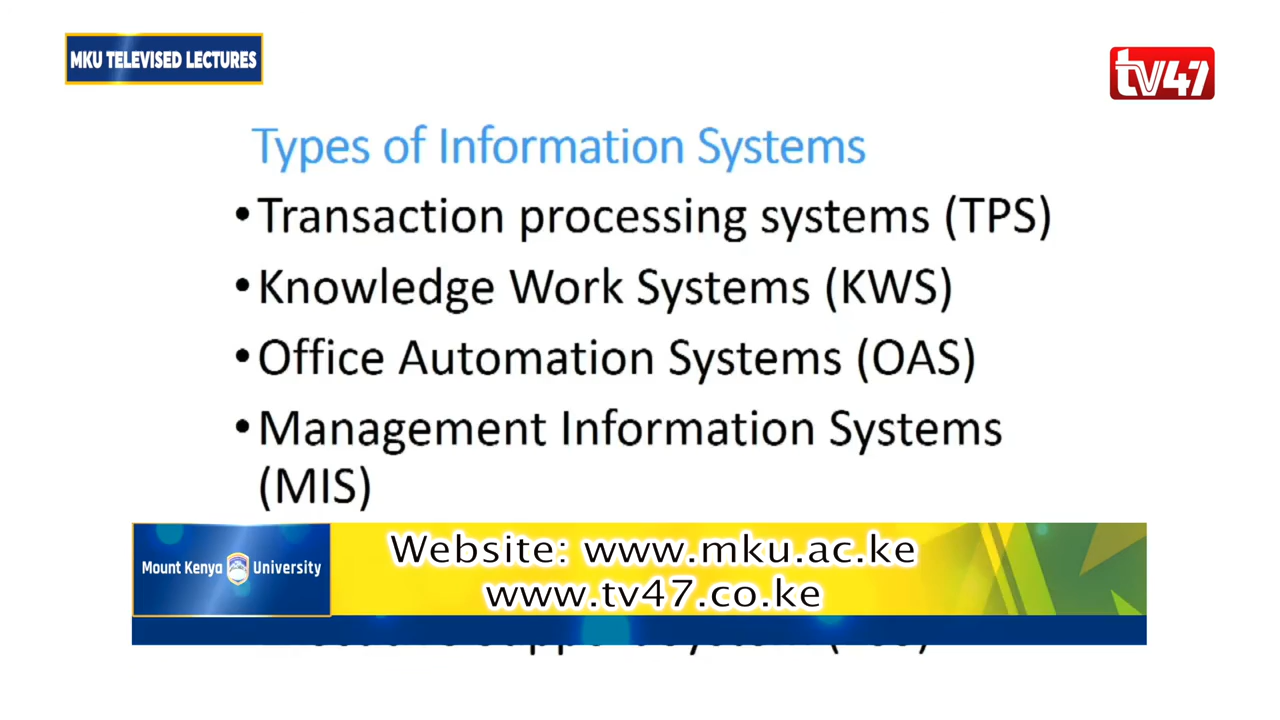 MKU TELEVISED LECTURES
tv47
Types of Information Systems
•Transaction processing systems (TPS)
•Knowledge Work Systems (KWS)
•Office Automation Systems (OAS)
•Management Information Systems
(MIS)
Mount Kenya University
Website: www.mku.ac.ke
www.tv47.co.ke